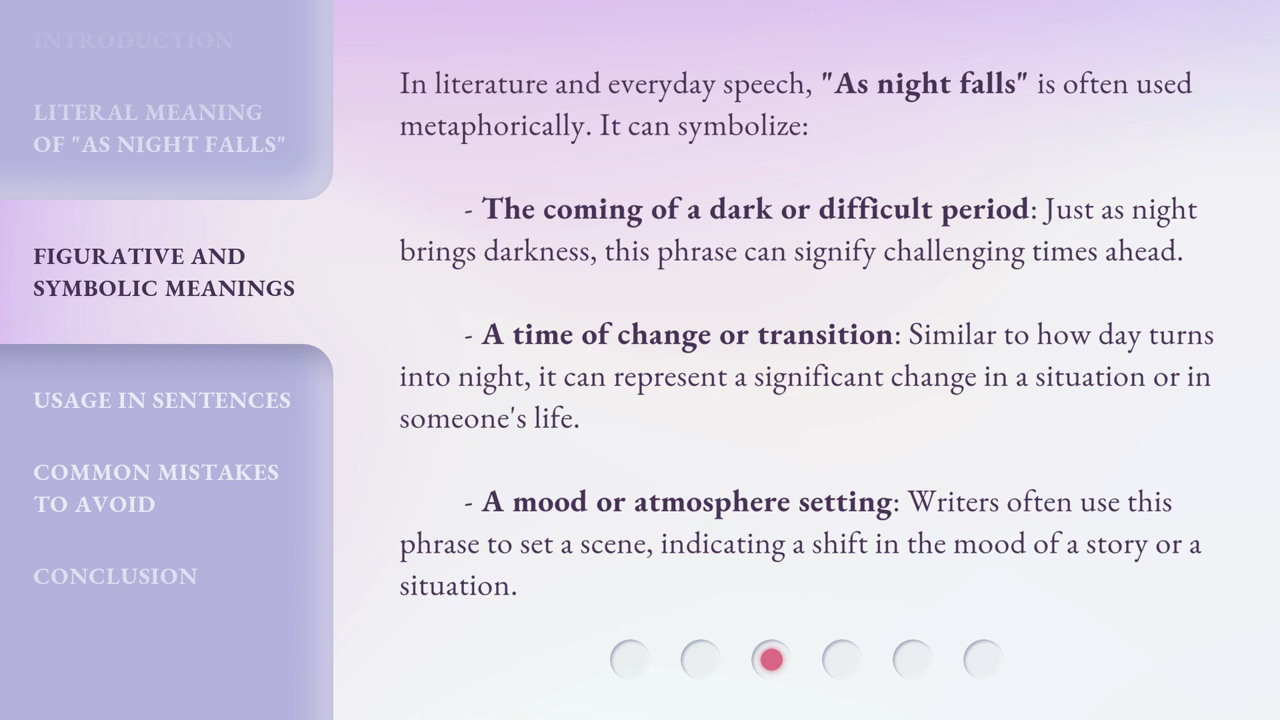 INTRODUCTION
LITERAL MEANING
OF "AS NIGHT FALLS"
FIGURATIVE AND
SYMBOLIC MEANINGS
USAGE IN SENTENCES
COMMON MISTAKES
TO AVOID
CONCLUSION
In literature and everyday speech, "As night falls" is often used
metaphorically. It can symbolize:
- The coming of a dark or difficult period: Just as night
brings darkness, this phrase can signify challenging times ahead.
- A time of change or transition: Similar to how day turns
into night, it can represent a significant change in a situation or in
someone's life.
- A mood or atmosphere setting: Writers often use this
phrase to set a scene, indicating a shift in the mood of a story or a
situation.